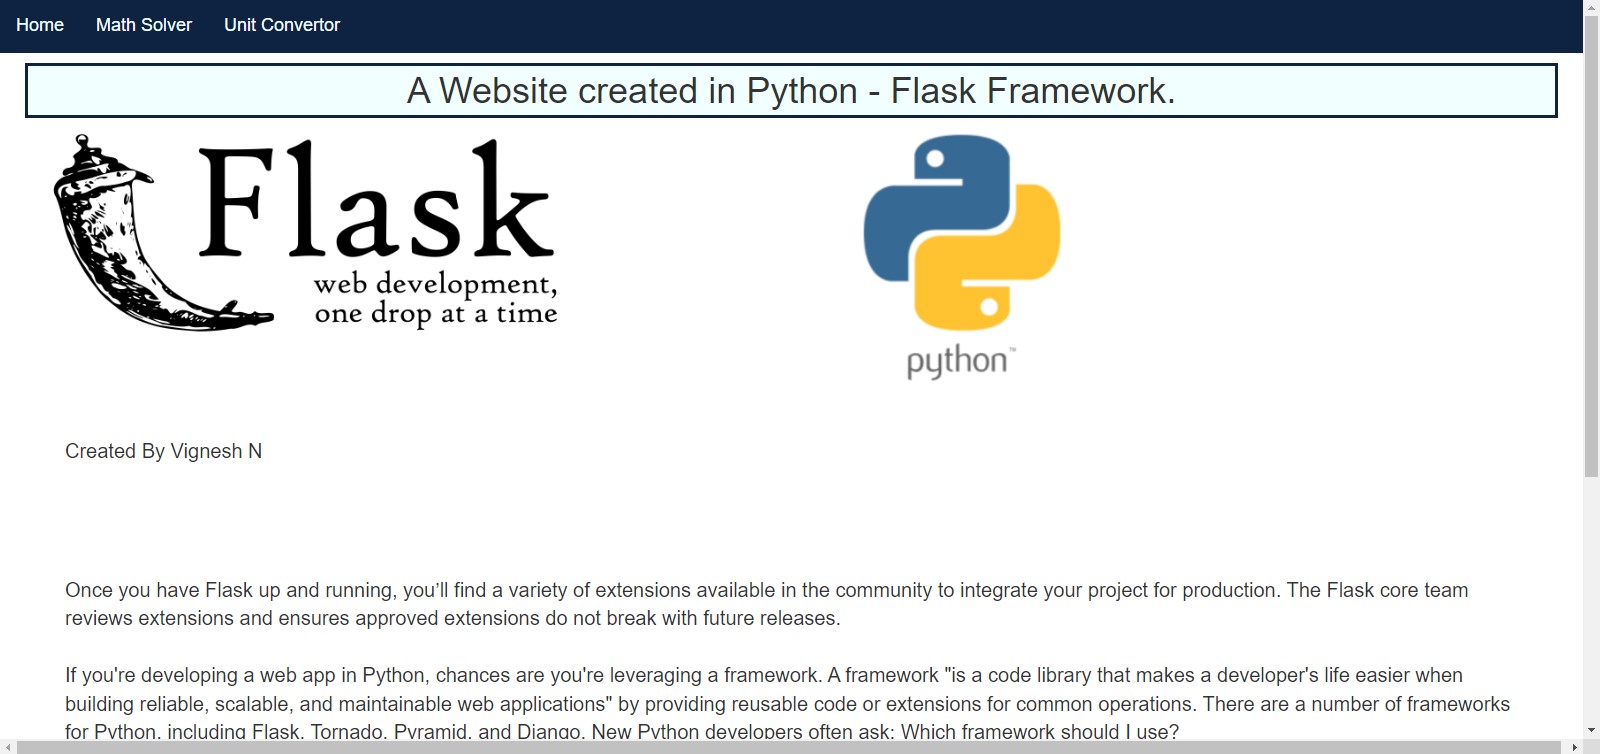 Home Math Solver Unit Convertor
A Website created in Python - Flask Framework.
Flask
web development,
one drop at a time
python™
Created By Vignesh N
Once you have Flask up and running, you’ll find a variety of extensions available in the community to integrate your project for production. The Flask core team
reviews extensions and ensures approved extensions do not break with future releases.
If you're developing a web app in Python, chances are you're leveraging a framework. A framework "is a code library that makes a developer's life easier when
building reliable, scalable, and maintainable web applications" by providing reusable code or extensions for common operations. There are a number of frameworks
for Python, including Flask, Tornado, Pyramid, and Django. New Python developers often ask: Which framework should I use?